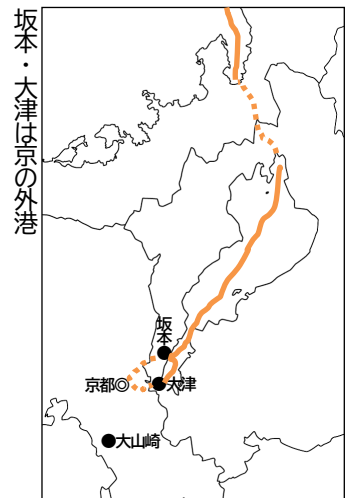 坂本・大津は京の外港
坂本
京都◎
大津
大山崎